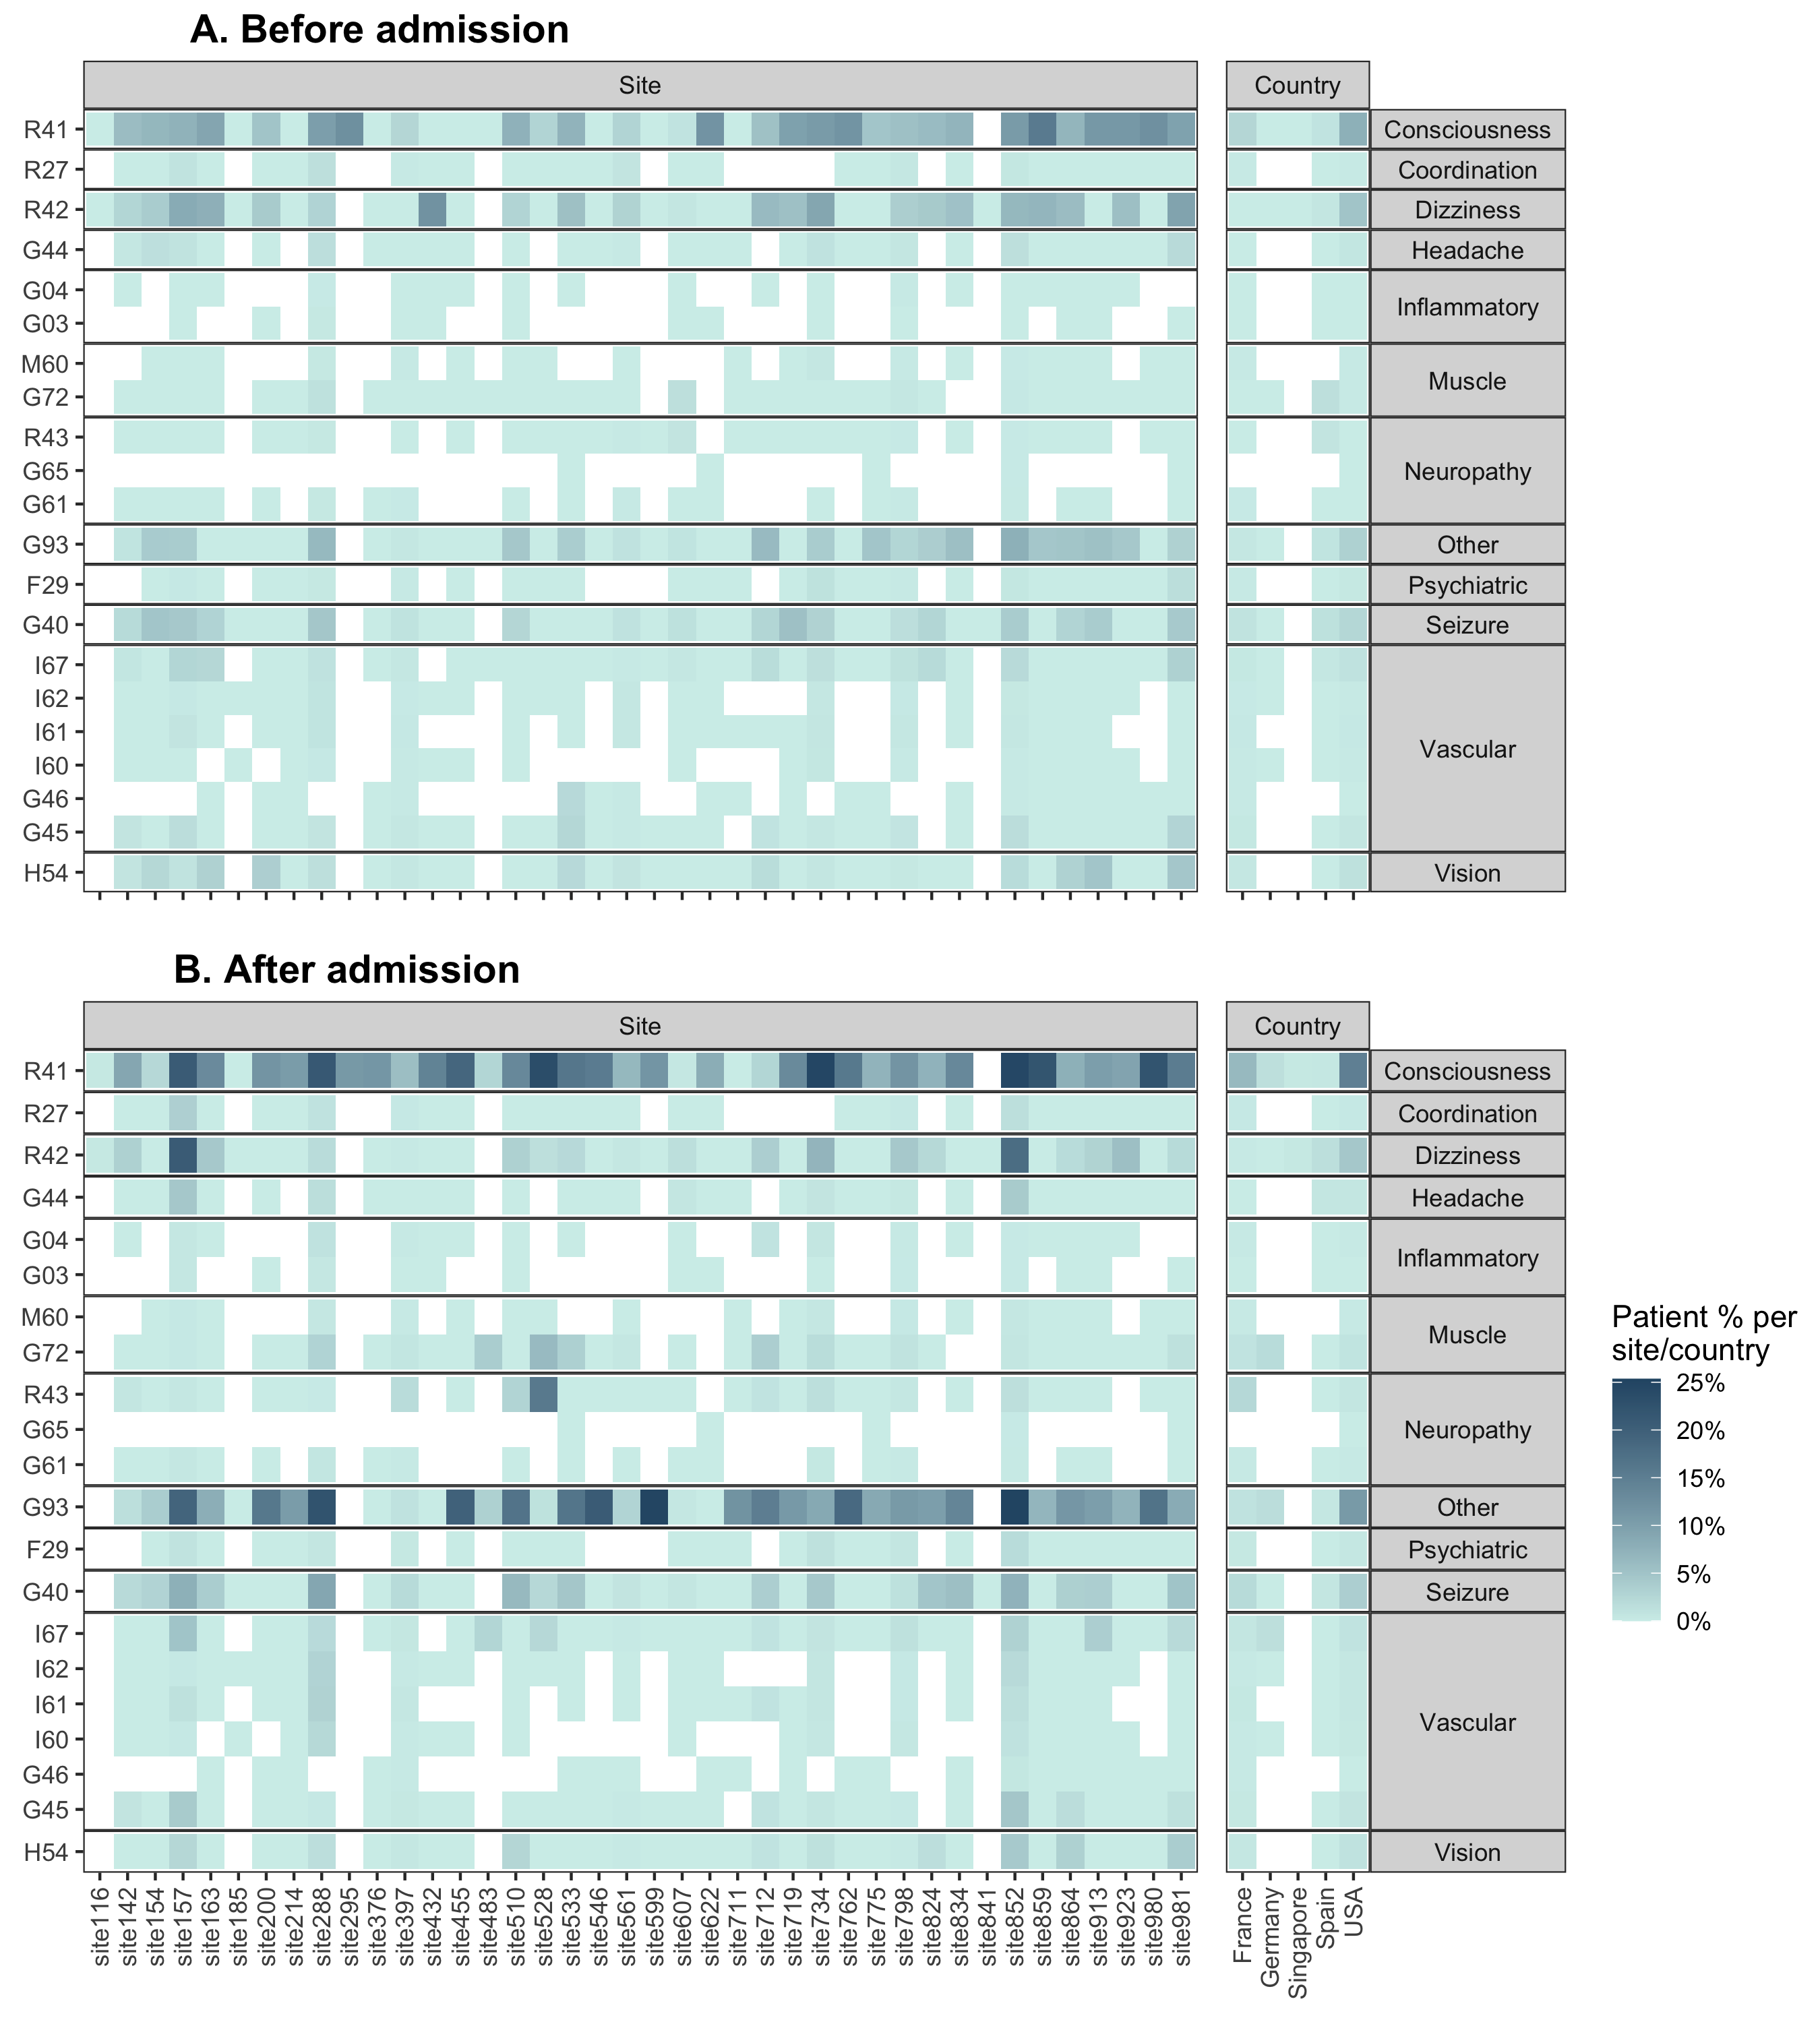 A. Before admission
Site
Country
R41
Consciousness
R27
Coordination
R42
Dizziness
G44
Headache
G04
G03
Inflammatory
M60
G72
Muscle
R43
G65
G61
Neuropathy
G93
Other
F29
Psychiatric
G40
Seizure
I67
I62
I61
I60
G46
G45
Vascular
H54
Vision
B. After admission
Site
Country
R41
Consciousness
R27
Coordination
R42
Dizziness
G44
Headache
G04
G03
Inflammatory
M60
G72
Muscle
R43
G65
G61
Neuropathy
G93
Other
F29
Psychiatric
G40
Seizure
I67
I62
I61
I60
G46
G45
Vascular
H54
Vision
site116
site142
site154
site157
site163
site185
site200
site214
site288
site295
site376
site397
site432
site455
site483
site510
site528
site533
site546
site561
site599
site607
site622
site711
site712
site719
site734
site762
site775
site798
site824
site834
site841
site852
site859
site864
site913
site923
site980
site981
France
Germany
Singapore
Spain
USA
Patient % per
site/country
25%
20%
15%
10%
5%
0%